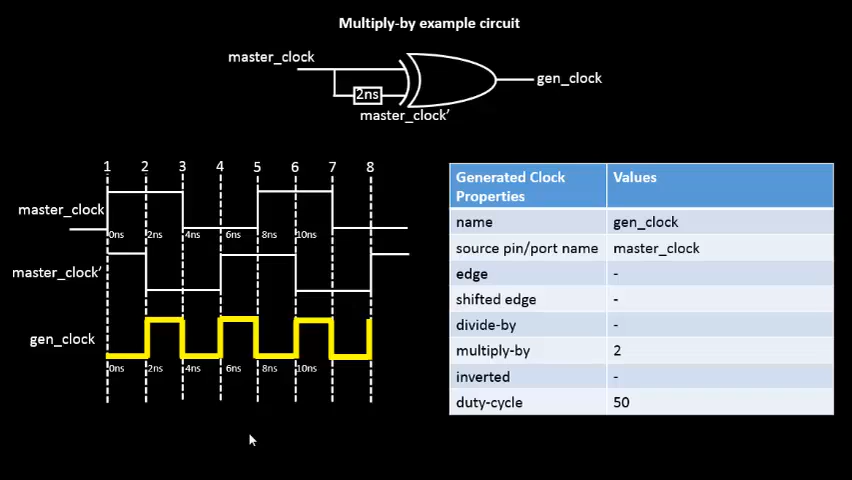 Multiply-by example circuit
master_clock
2ns
gen_clock
master_clock'
1 2 3 4 5 6 7 8
master_clock
0ns 2ns 4ns 6ns 8ns 10ns
master_clock'
gen_clock
0ns 2ns 4ns 6ns 8ns 10ns
Generated Clock Properties Values
name gen_clock
source pin/port name master_clock
edge -
shifted edge -
divide-by -
multiply-by 2
inverted -
duty-cycle 50